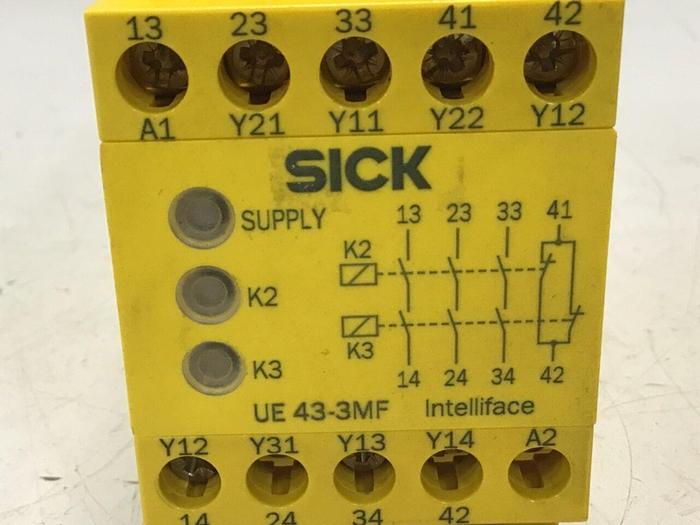 13 23 33 41 42
A1 Y21 Y11 Y22 Y12
SICK
SUPPLY
13 23 33 41
K2
K2
K3
K3
14 24 34 42
UE 43-3MF Intelliface
Y12 Y31 Y13 Y14 A2
14 24 34 42